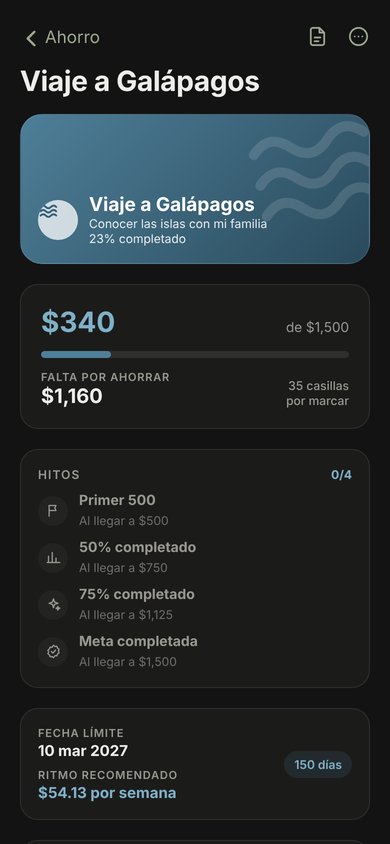 Ahorro
Viaje a Galápagos
Viaje a Galápagos
Conocer las islas con mi familia
23% completado
$340
de $1,500
FALTA POR AHORRAR
$1,160
35 casillas
por marcar
HITOS
0/4
Primer 500
Al llegar a $500
50% completado
Al llegar a $750
75% completado
Al llegar a $1,125
Meta completada
Al llegar a $1,500
FECHA LÍMITE
10 mar 2027
RITMO RECOMENDADO
$54.13 por semana
150 días